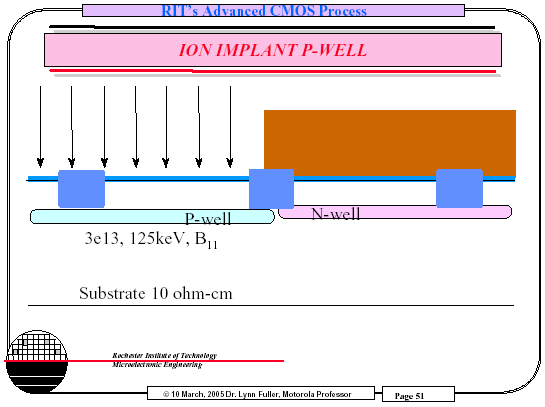 RIT's Advanced CMOS Process
ION IMPLANT P-WELL
P-well
N-well
3e13, 125keV, B11
Substrate 10 ohm-cm
Rochester Institute of Technology
Microelectronic Engineering
© 10 March, 2005 Dr. Lynn Fuller, Motorola Professor
Page 51